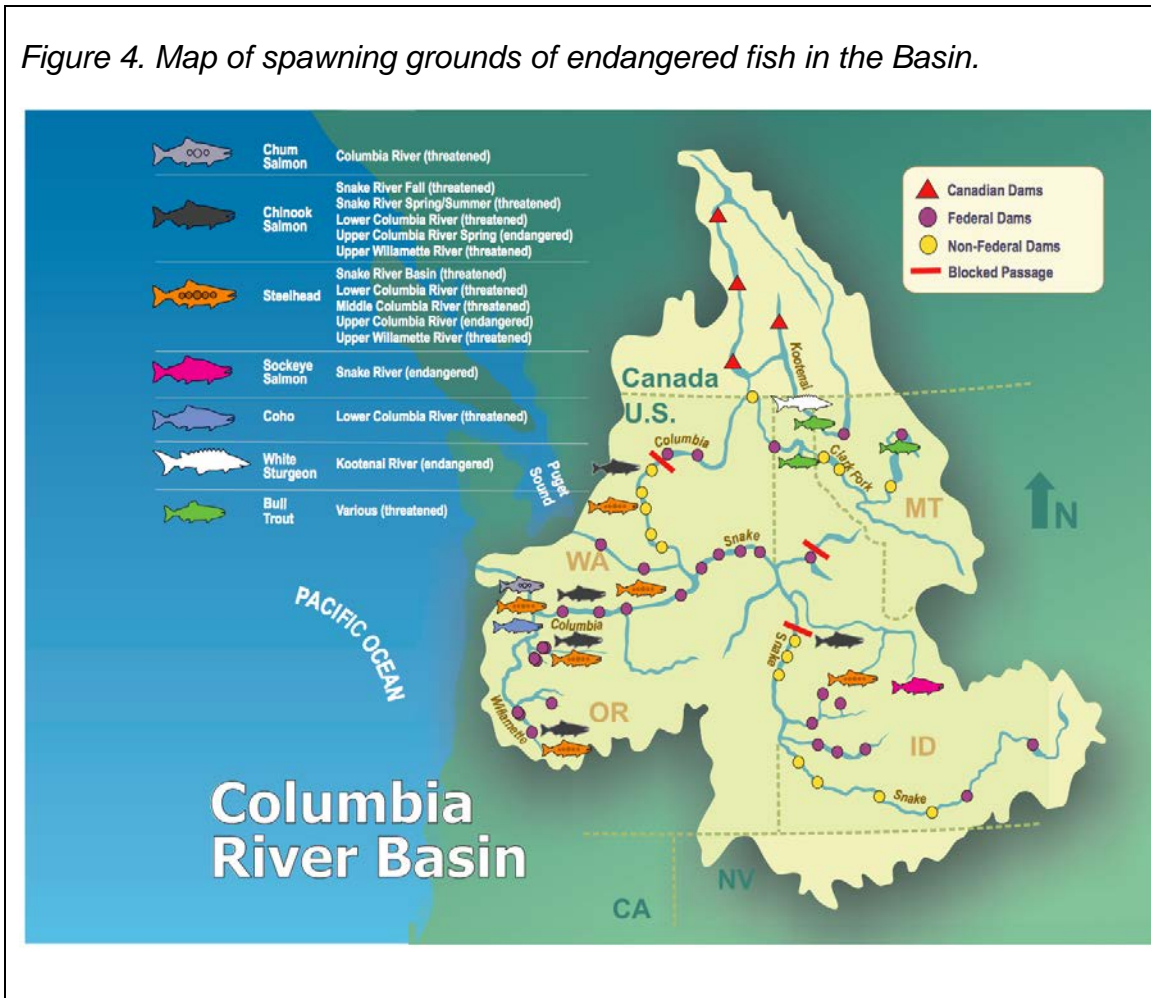 Figure 4. Map of spawning grounds of endangered fish in the Basin.
Chum
Salmon
Columbia River (threatened)
Chinook
Salmon
Snake River Fall (threatened)
Snake River Spring/Summer (threatened)
Lower Columbia River (threatened)
Upper Columbia River Spring (endangered)
Upper Willamette River (threatened)
Steelhead
Snake River Basin (threatened)
Lower Columbia River (threatened)
Middle Columbia River (threatened)
Upper Columbia River (endangered)
Upper Willamette River (threatened)
Sockeye
Salmon
Snake River (endangered)
Coho
Lower Columbia River (threatened)
White
Sturgeon
Kootenai River (endangered)
Bull
Trout
Various (threatened)
Canadian Dams
Federal Dams
Non-Federal Dams
Blocked Passage
Canada
U.S.
Kootenai
Columbia
Clark Fork
Puget
Sound
MT
N
WA
Snake
PACIFIC OCEAN
Columbia
Snake
Willamette
OR
ID
Snake
Columbia
River Basin
NV
CA